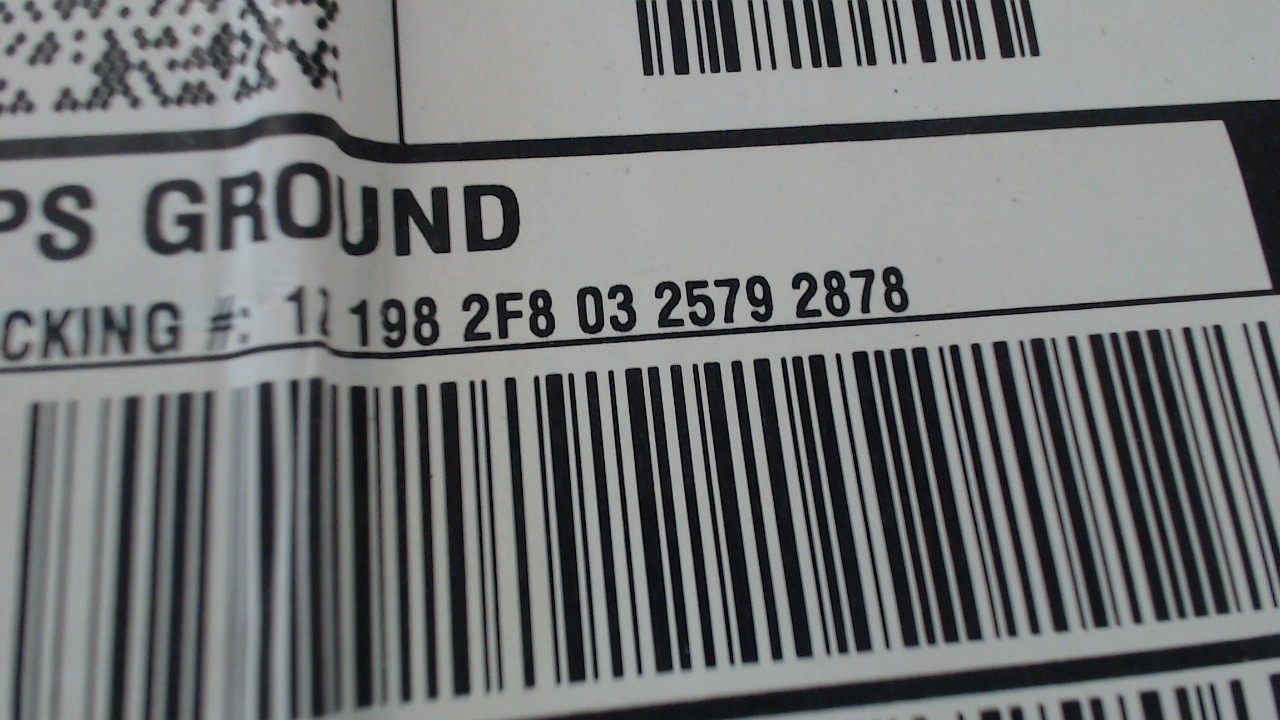 PS GROUND
CKING #: 1Z 198 2F8 03 2579 2878